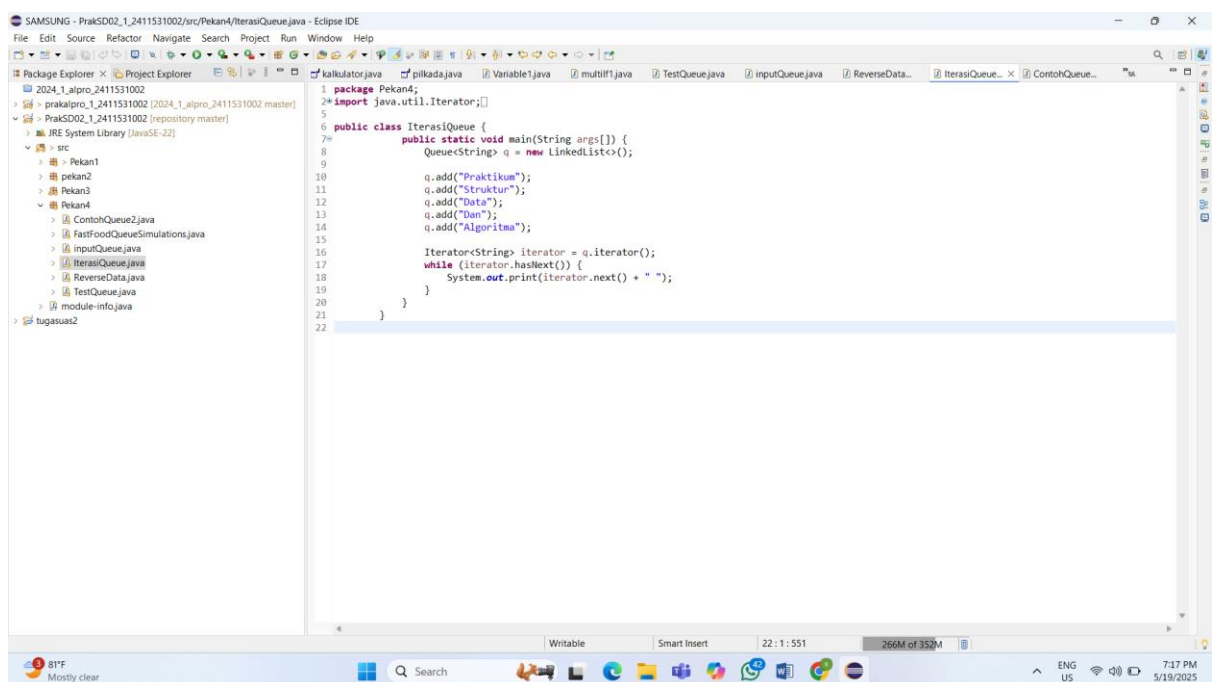 SAMSUNG - PrakSD02_1_2411531002/src/Pekan4/IterasiQueue.java - Eclipse IDE
File Edit Source Refactor Navigate Search Project Run Window Help
Package Explorer Project Explorer
kalkulator.java pilkada.java Variable1.java multiIf1.java TestQueue.java inputQueue.java ReverseData... IterasiQueue... ContohQueue...
2024_1_alpro_2411531002
> prakalpro_1_2411531002 [2024_1_alpro_2411531002 master]
> PrakSD02_1_2411531002 [repository master]
JRE System Library [JavaSE-22]
> src
> Pekan1
pekan2
Pekan3
Pekan4
ContohQueue2.java
FastFoodQueueSimulations.java
inputQueue.java
IterasiQueue.java
ReverseData.java
TestQueue.java
module-info.java
tugasuas2
1 package Pekan4;
2 import java.util.Iterator;
5
6 public class IterasiQueue {
7 public static void main(String args[]) {
8 Queue<String> q = new LinkedList<>();
9
10 q.add("Praktikum");
11 q.add("Struktur");
12 q.add("Data");
13 q.add("Dan");
14 q.add("Algoritma");
15
16 Iterator<String> iterator = q.iterator();
17 while (iterator.hasNext()) {
18 System.out.print(iterator.next() + " ");
19 }
20 }
21 }
22
Writable Smart Insert 22 : 1 : 551 266M of 352M
3 81°F
Mostly clear
Search
42
ENG
US
7:17 PM
5/19/2025